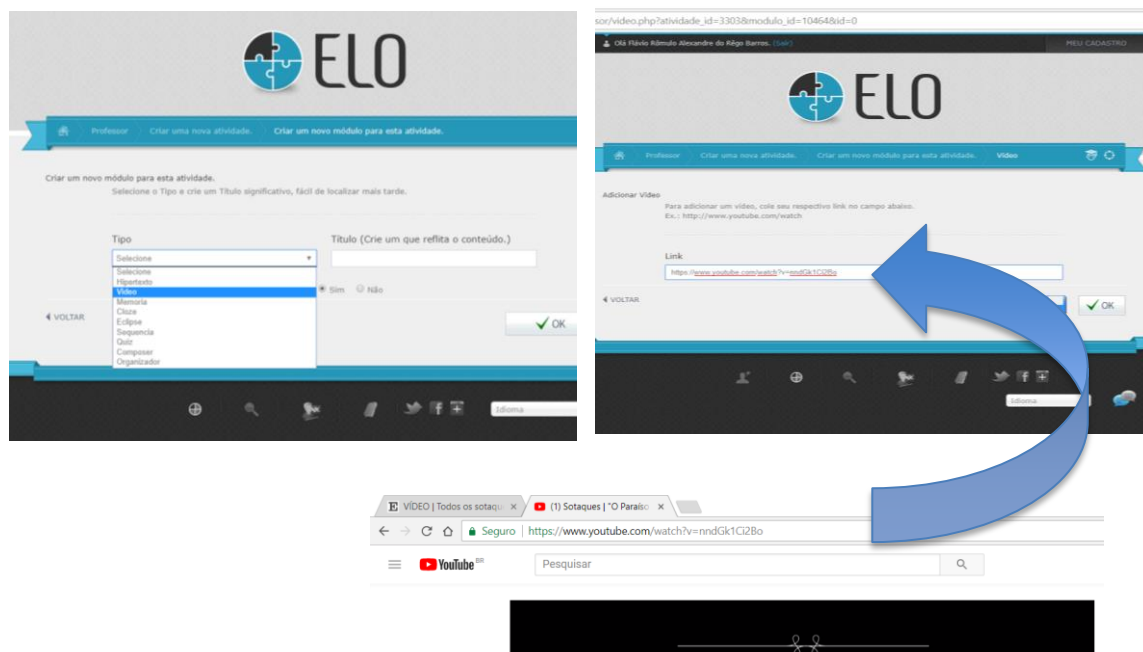 ELO
Professor Criar uma nova atividade. Criar um novo módulo para esta atividade.
Criar um novo módulo para esta atividade.
Selecione o Tipo e crie um Título significativo, fácil de localizar mais tarde.
Tipo
Título (Crie um que reflita o conteúdo.)
Selecione
Selecione
Hipertexto
Vídeo
Memoria
Cloze
Eclipse
Sequencia
Quiz
Composer
Organizador
Sim Não
VOLTAR
OK
Idioma
sor/video.php?atividade_id=3303&modulo_id=10464&id=0
Olá Flávio Rômulo Alexandre do Rêgo Barros. (Sair)
MEU CADASTRO
ELO
Professor Criar uma nova atividade. Criar um novo módulo para esta atividade. Vídeo
Adicionar Vídeo
Para adicionar um vídeo, cole seu respectivo link no campo abaixo.
Ex.: http://www.youtube.com/watch
Link
https://www.youtube.com/watch?v=nndGk1Ci2Bo
VOLTAR
OK
Idioma
VÍDEO | Todos os sotaqu
(1) Sotaques | "O Paraíso
Seguro https://www.youtube.com/watch?v=nndGk1Ci2Bo
YouTube BR
Pesquisar